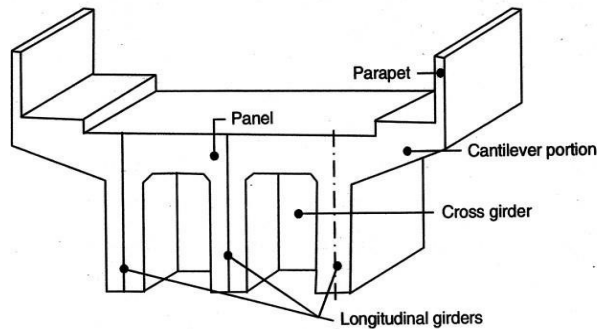 Parapet
Panel
Cantilever portion
Cross girder
Longitudinal girders